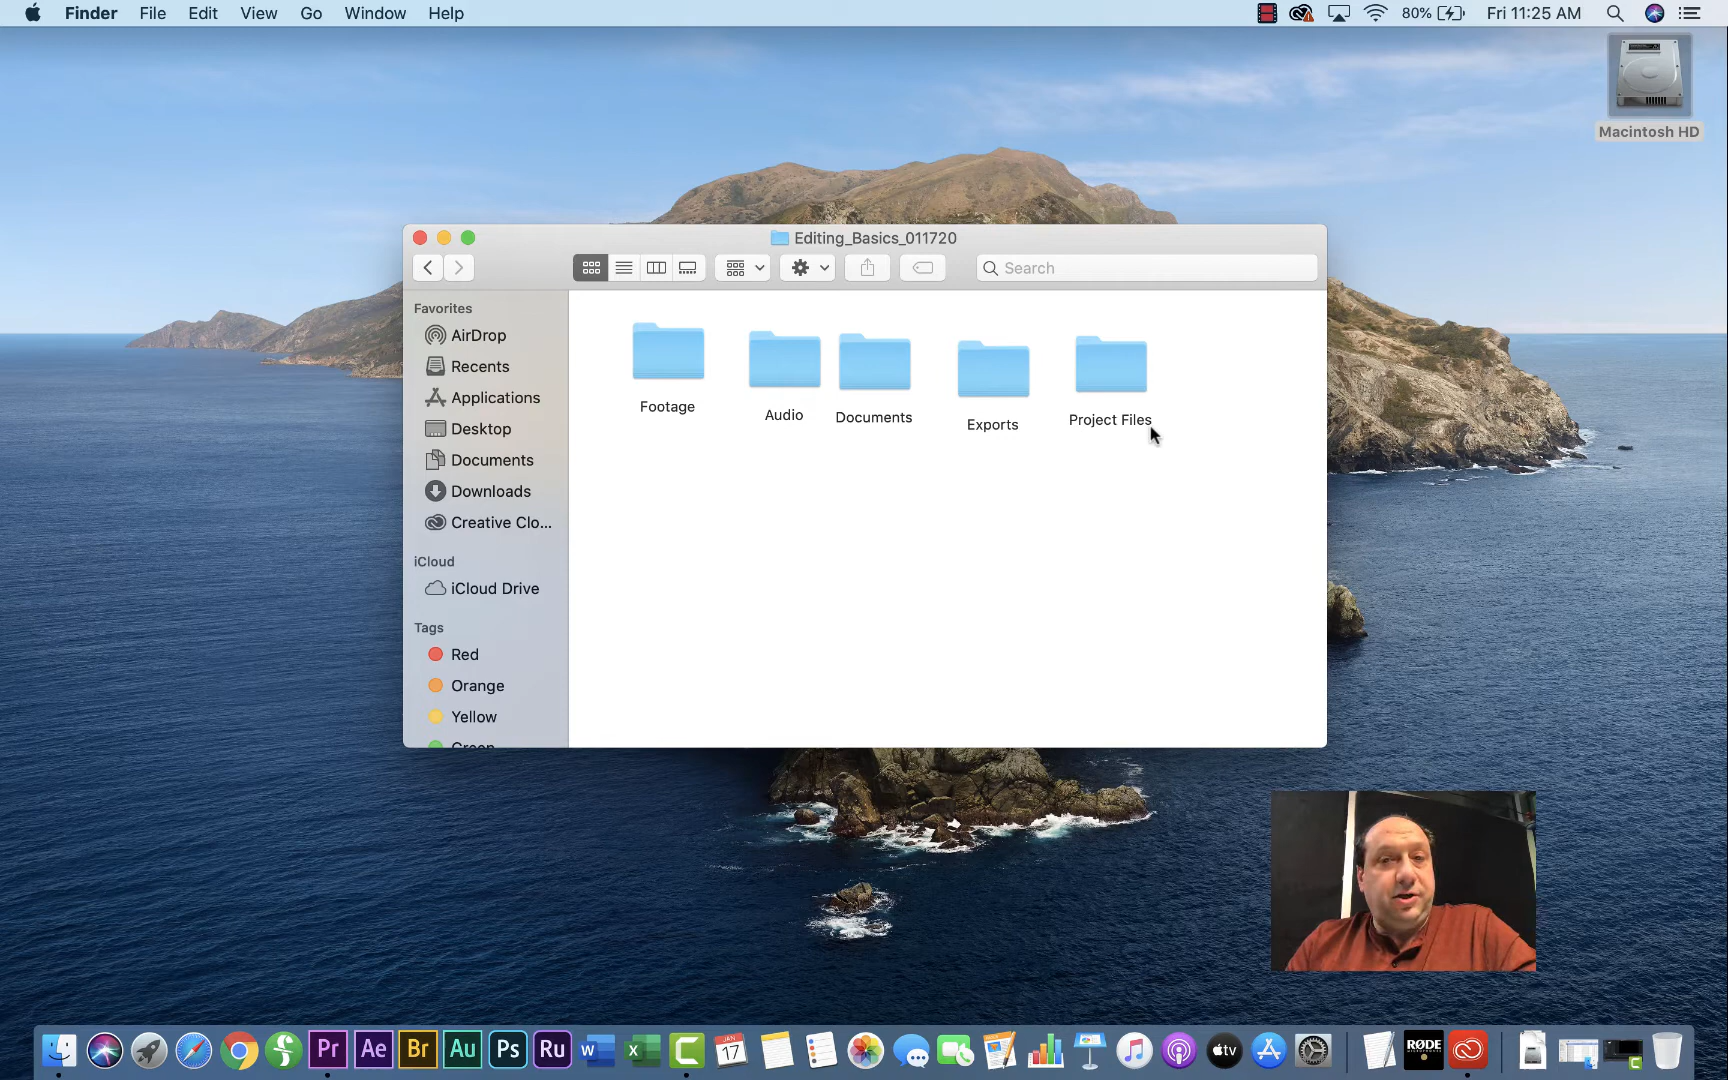 Finder File Edit View Go Window Help 80% Fri 11:25 AM
Macintosh HD
Editing_Basics_011720
Search
Favorites
AirDrop
Recents
Applications
Desktop
Documents
Downloads
Creative Clo...
iCloud
iCloud Drive
Tags
Red
Orange
Yellow
Green
Footage
Audio
Documents
Exports
Project Files
Pr Ae Br Au Ps Ru W X C JAN 17 tv RØDE